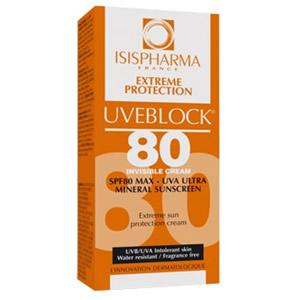 ISISPHARMA
FRANCE
EXTREME
PROTECTION
UVEBLOCK®
80
INVISIBLE CREAM
SPF80 MAX - UVA ULTRA
MINERAL SUNSCREEN
Extreme sun
protection cream
UVB/UVA Intolerant skin
Water resistant / Fragrance free
L'INNOVATION DERMATOLOGIQUE